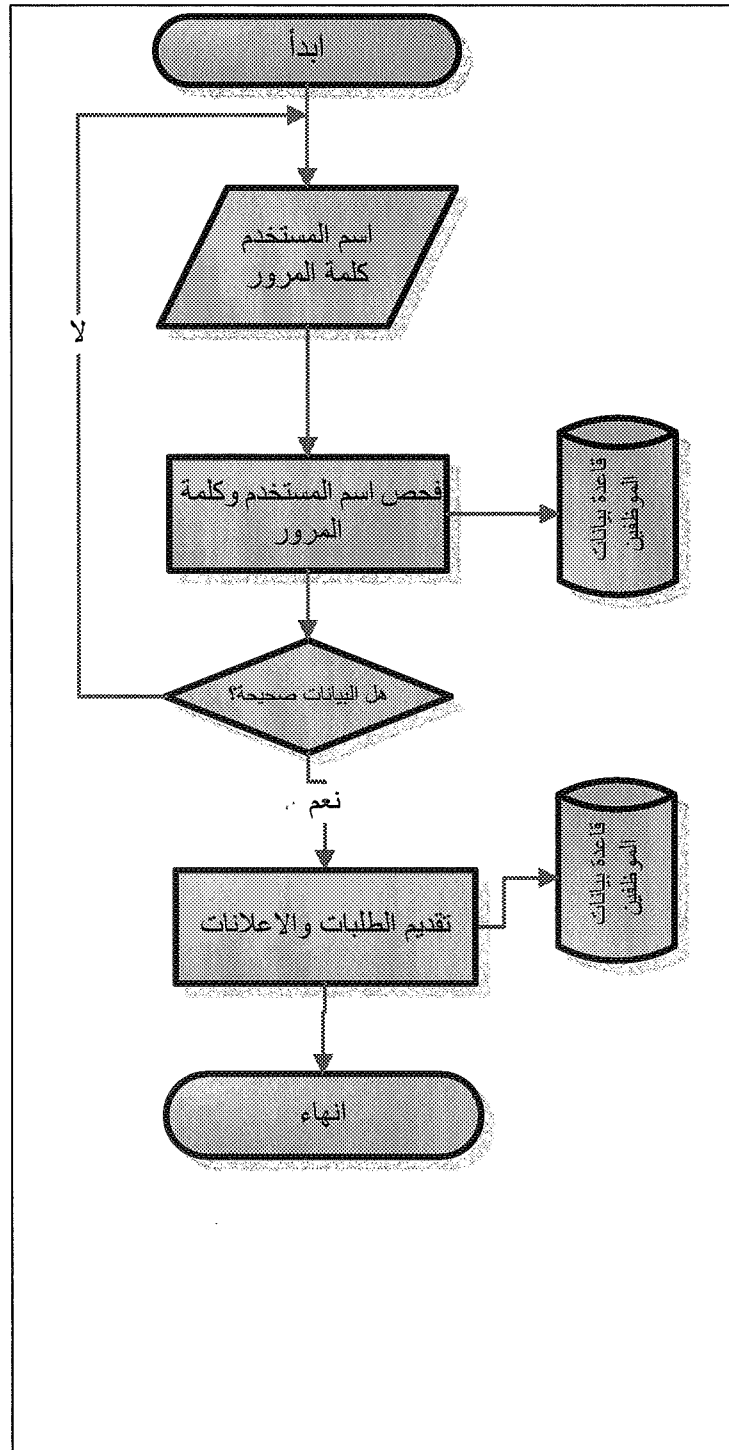 ابدأ
اسم المستخدم
كلمة المرور
لا
فحص اسم المستخدم وكلمة
المرور
قاعدة بيانات
الموظفين
هل البيانات صحيحة؟
نعم
تقديم الطلبات والاعلانات
قاعدة بيانات
الموظفين
انهاء